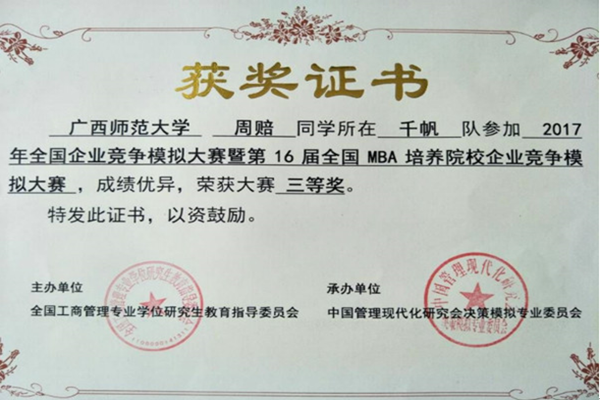 获奖证书
广西师范大学 周赔 同学所在 千帆 队参加 2017
年全国企业竞争模拟大赛暨第 16 届全国 MBA 培养院校企业竞争模
拟大赛,成绩优异,荣获大赛 三等奖。
特发此证书,以资鼓励。
主办单位 承办单位
全国工商管理专业学位研究生教育指导委员会 中国管理现代化研究会决策模拟专业委员会